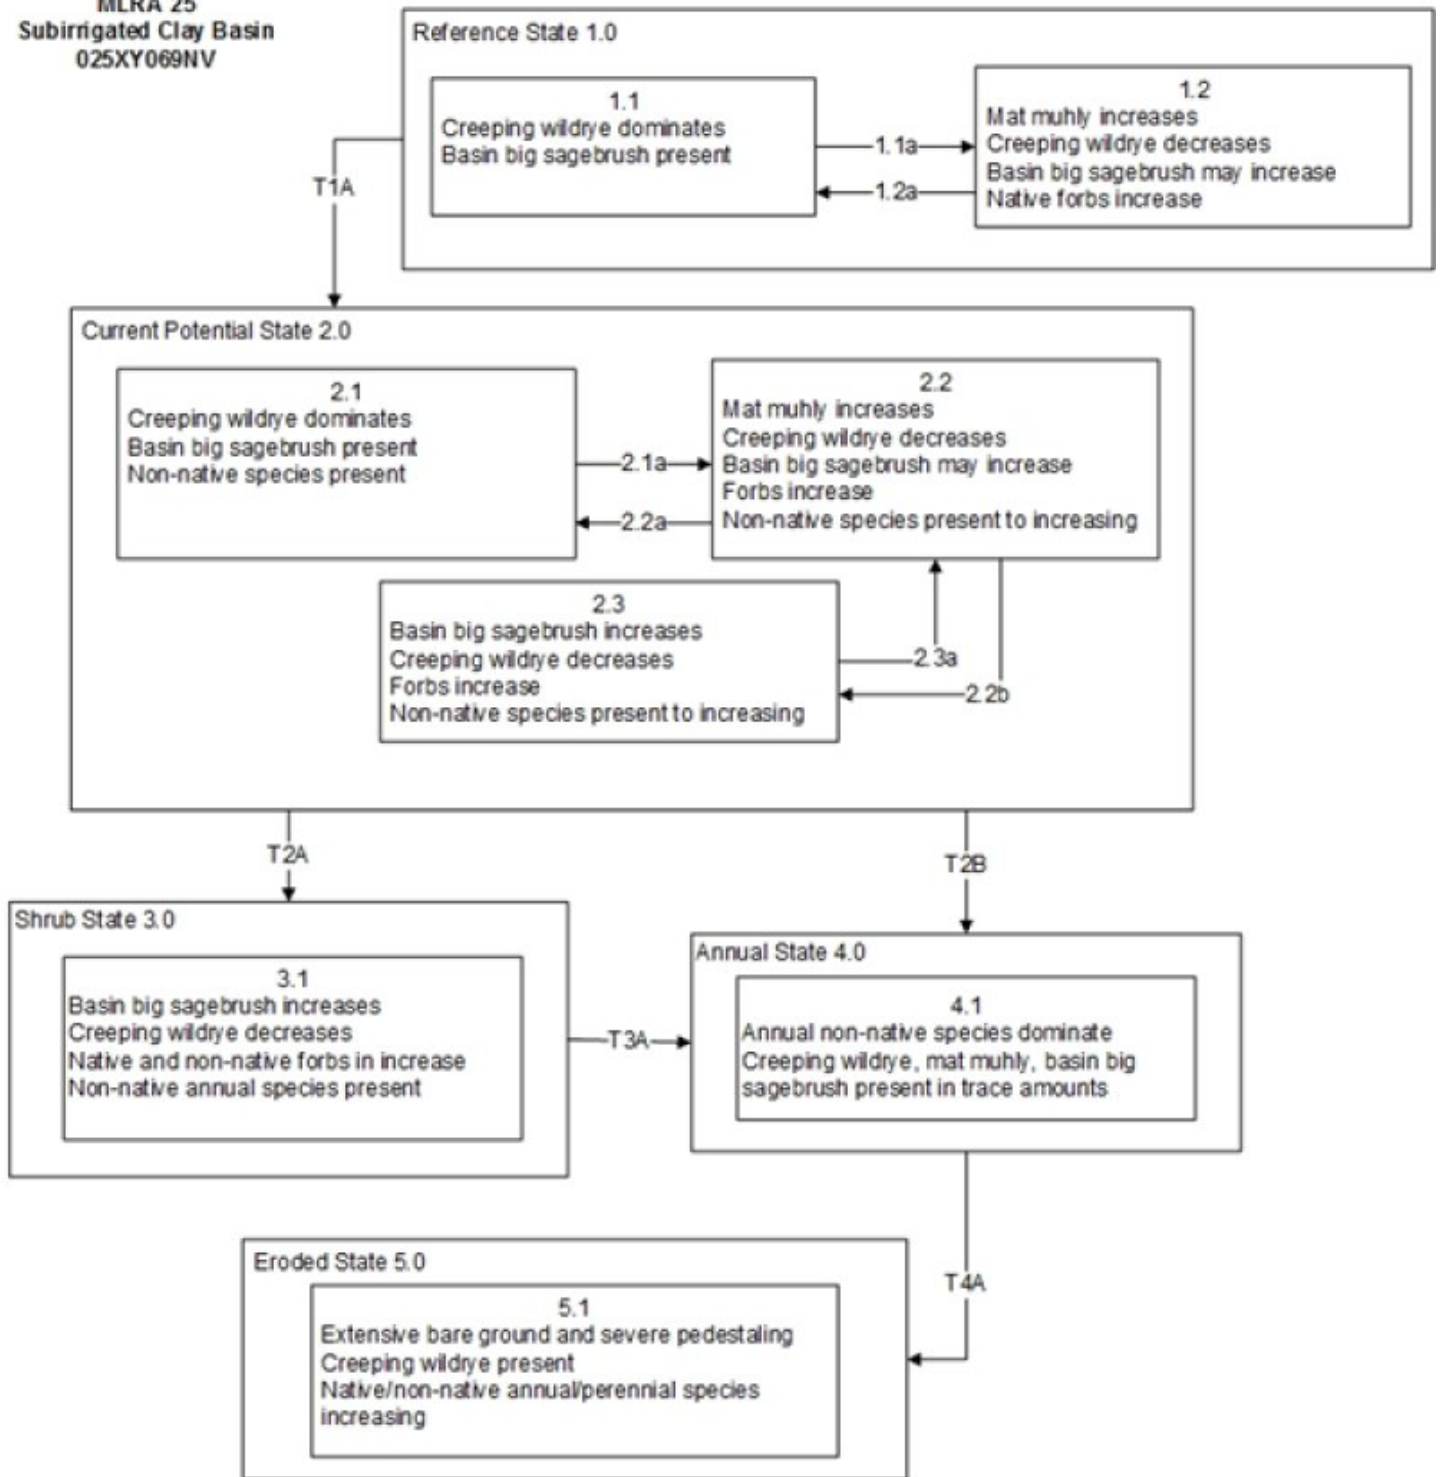 MLRA 25
Subirrigated Clay Basin
025XY069NV
Reference State 1.0
1.1
Creeping wildrye dominates
Basin big sagebrush present
1.1a
1.2a
1.2
Mat muhly increases
Creeping wildrye decreases
Basin big sagebrush may increase
Native forbs increase
T1A
Current Potential State 2.0
2.1
Creeping wildrye dominates
Basin big sagebrush present
Non-native species present
2.1a
2.2a
2.2
Mat muhly increases
Creeping wildrye decreases
Basin big sagebrush may increase
Forbs increase
Non-native species present to increasing
2.3
Basin big sagebrush increases
Creeping wildrye decreases
Forbs increase
Non-native species present to increasing
2.3a
2.2b
T2A
T2B
Shrub State 3.0
3.1
Basin big sagebrush increases
Creeping wildrye decreases
Native and non-native forbs in increase
Non-native annual species present
T3A
Annual State 4.0
4.1
Annual non-native species dominate
Creeping wildrye, mat muhly, basin big
sagebrush present in trace amounts
T4A
Eroded State 5.0
5.1
Extensive bare ground and severe pedestaling
Creeping wildrye present
Native/non-native annual/perennial species
increasing